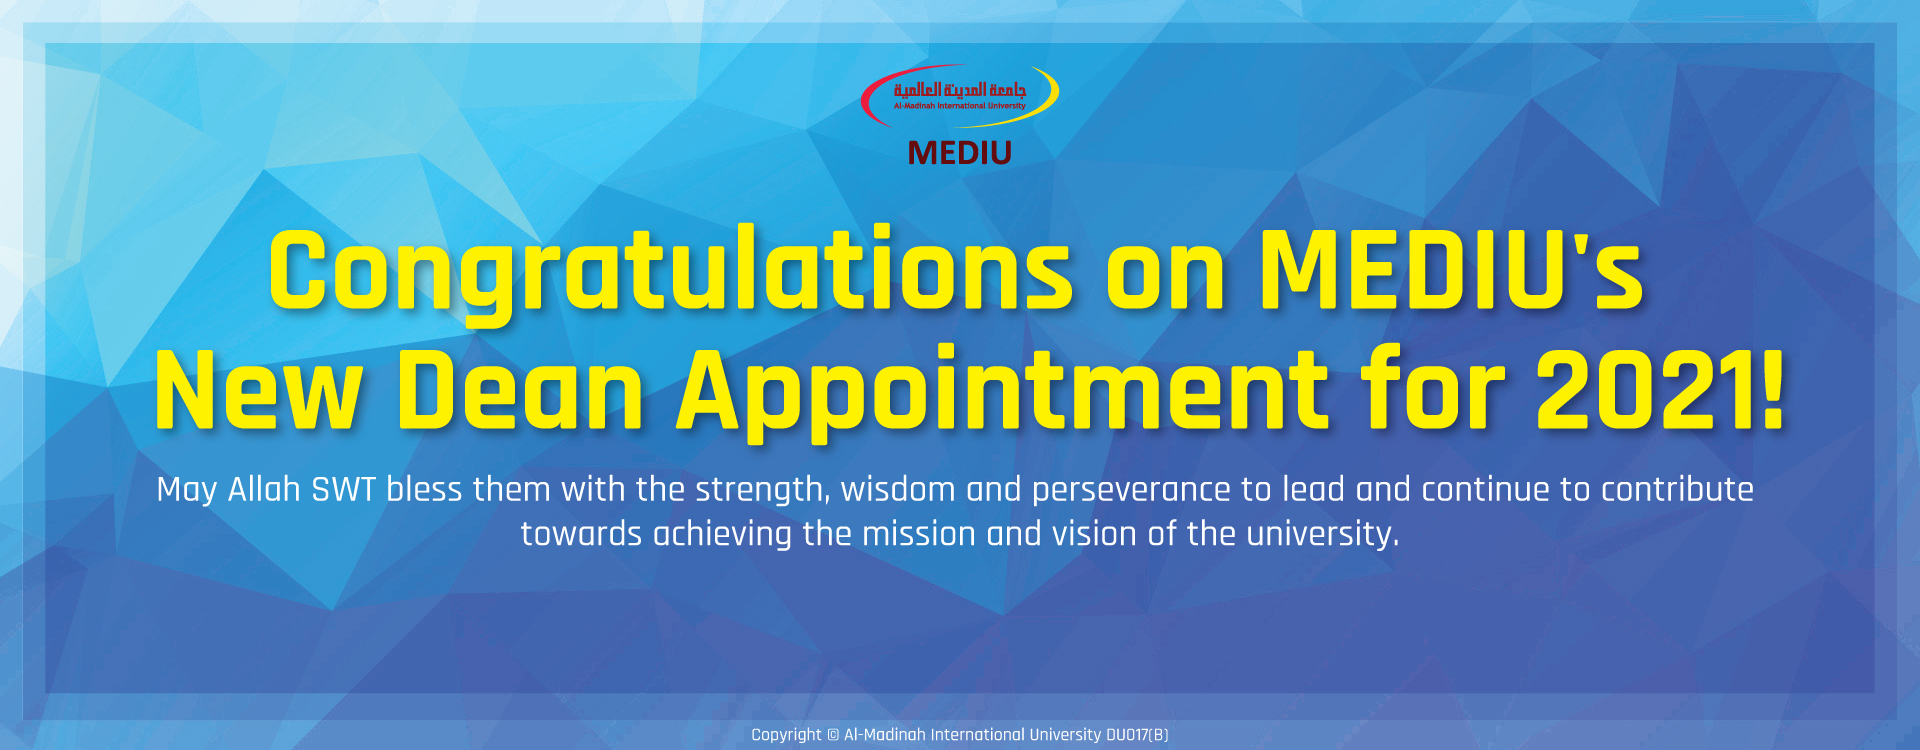 جامعة المدينة العالمية
Al-Madinah International University
MEDIU
Congratulations on MEDIU's
New Dean Appointment for 2021!
May Allah SWT bless them with the strength, wisdom and perseverance to lead and continue to contribute
towards achieving the mission and vision of the university.
Copyright © Al-Madinah International University DU017(B)